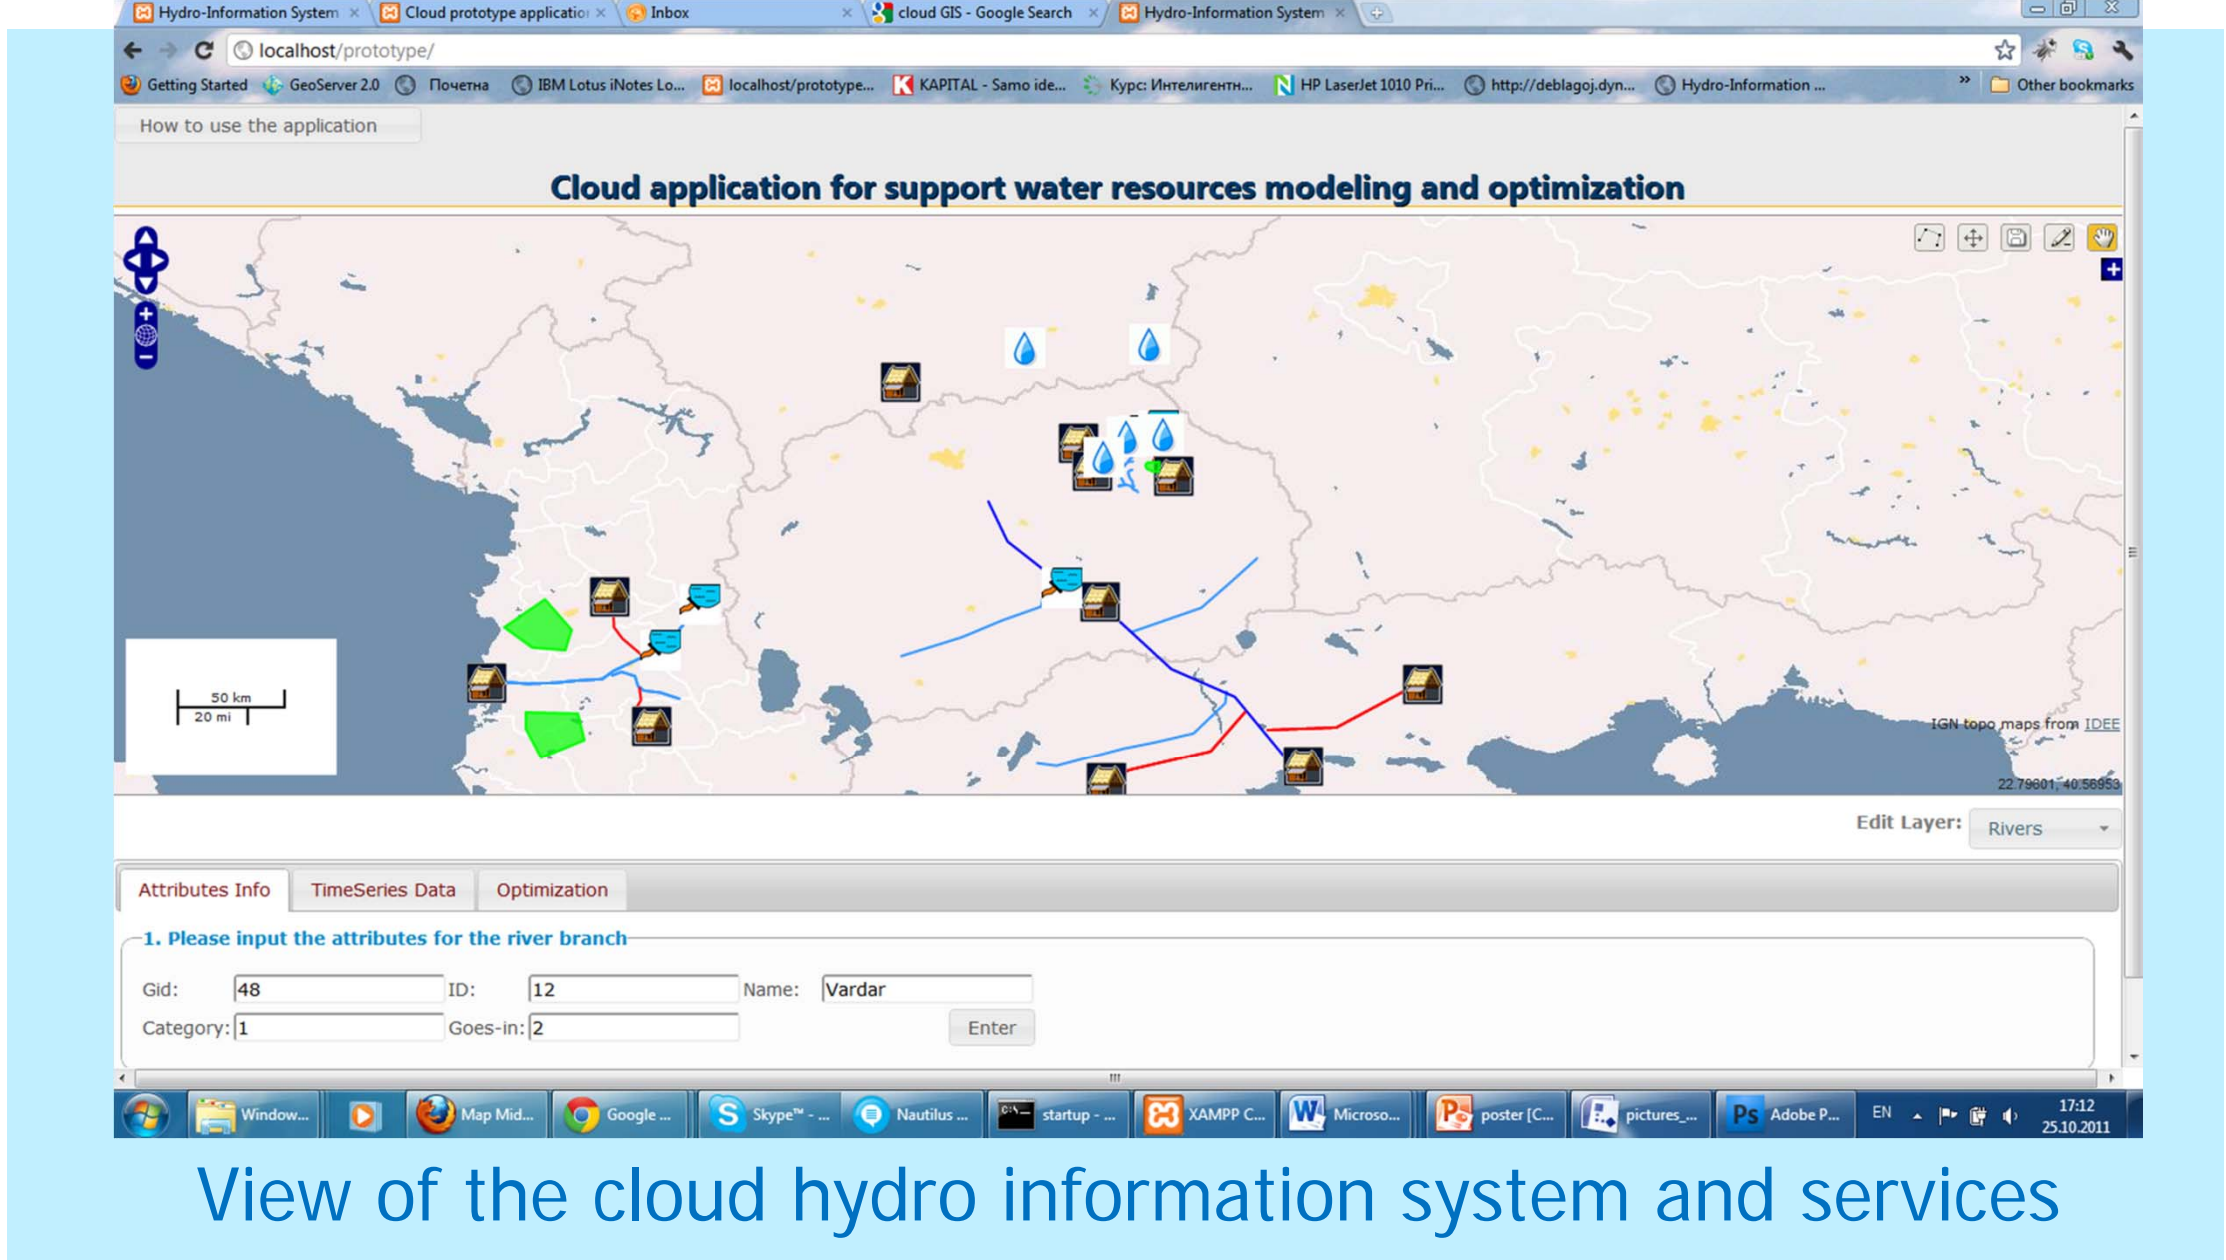 Hydro-Information System
Cloud prototype applicatio
Inbox
cloud GIS - Google Search
Hydro-Information System
localhost/prototype/
Getting Started
GeoServer 2.0
Почетна
IBM Lotus iNotes Lo...
localhost/prototype...
KAPITAL - Samo ide...
Курс: Интелигентн...
HP LaserJet 1010 Pri...
http://deblagoj.dyn...
Hydro-Information ...
»
Other bookmarks
How to use the application
Cloud application for support water resources modeling and optimization
50 km
20 mi
IGN topo maps from IDEE
22.79601, 40.56953
Edit Layer: Rivers
Attributes Info
TimeSeries Data
Optimization
1. Please input the attributes for the river branch
Gid: 48 ID: 12 Name: Vardar
Category: 1 Goes-in: 2 Enter
Window...
Map Mid...
Google ...
Skype™ - ...
Nautilus ...
startup - ...
XAMPP C...
Microso...
poster [C...
pictures_...
Adobe P...
EN
17:12
25.10.2011
View of the cloud hydro information system and services